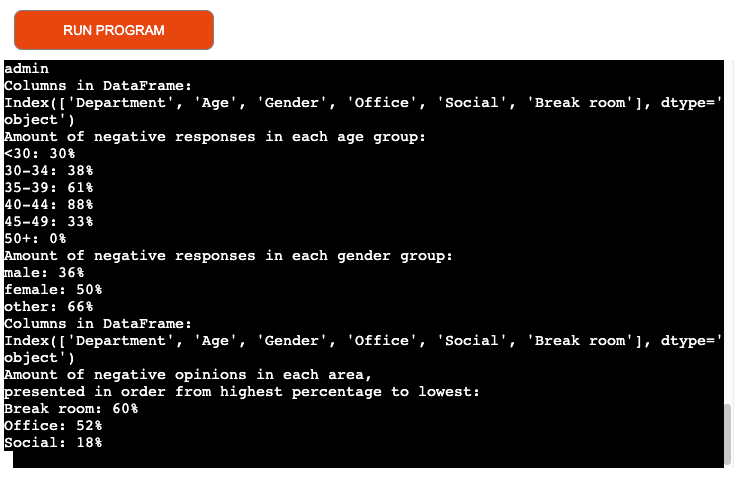 RUN PROGRAM
admin
Columns in DataFrame:
Index(['Department', 'Age', 'Gender', 'Office', 'Social', 'Break room'], dtype='
object')
Amount of negative responses in each age group:
<30: 30%
30-34: 38%
35-39: 61%
40-44: 88%
45-49: 33%
50+: 0%
Amount of negative responses in each gender group:
male: 36%
female: 50%
other: 66%
Columns in DataFrame:
Index(['Department', 'Age', 'Gender', 'Office', 'Social', 'Break room'], dtype='
object')
Amount of negative opinions in each area,
presented in order from highest percentage to lowest:
Break room: 60%
Office: 52%
Social: 18%